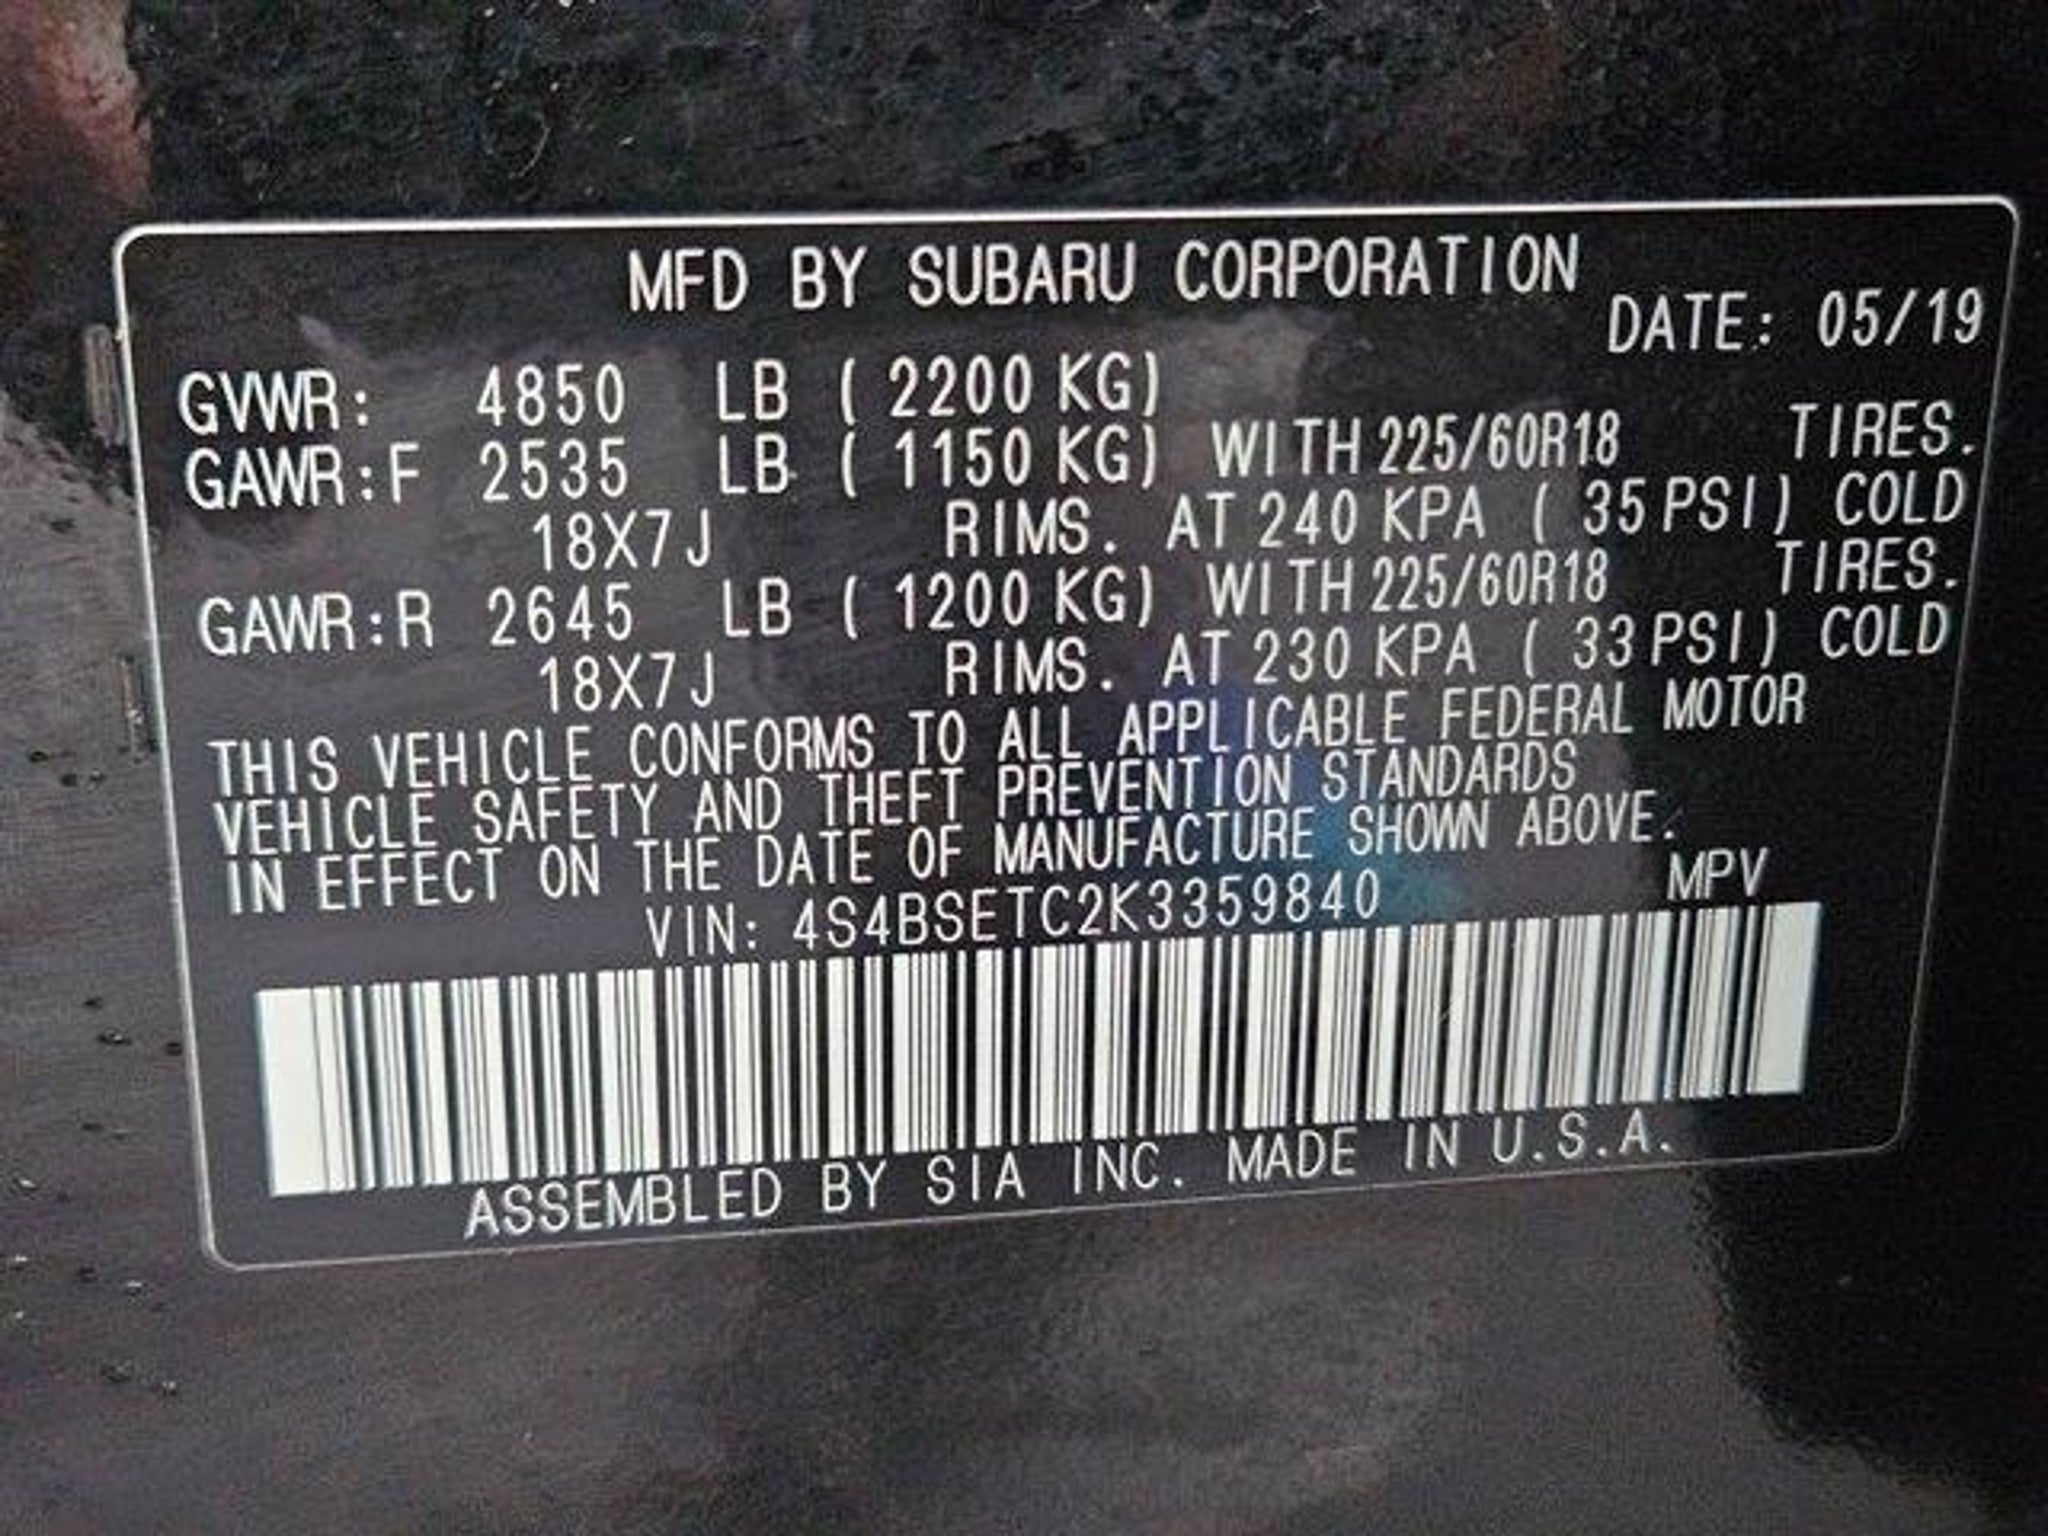 MFD BY SUBARU CORPORATION
DATE: 05/19
GVWR: 4850 LB ( 2200 KG)
GAWR:F 2535 LB ( 1150 KG) WITH 225/60R18 TIRES.
18X7J RIMS. AT 240 KPA ( 35 PSI) COLD
GAWR:R 2645 LB ( 1200 KG) WITH 225/60R18 TIRES.
18X7J RIMS. AT 230 KPA ( 33 PSI) COLD
THIS VEHICLE CONFORMS TO ALL APPLICABLE FEDERAL MOTOR
VEHICLE SAFETY AND THEFT PREVENTION STANDARDS
IN EFFECT ON THE DATE OF MANUFACTURE SHOWN ABOVE.
VIN: 4S4BSETC2K3359840 MPV
ASSEMBLED BY SIA INC. MADE IN U.S.A.